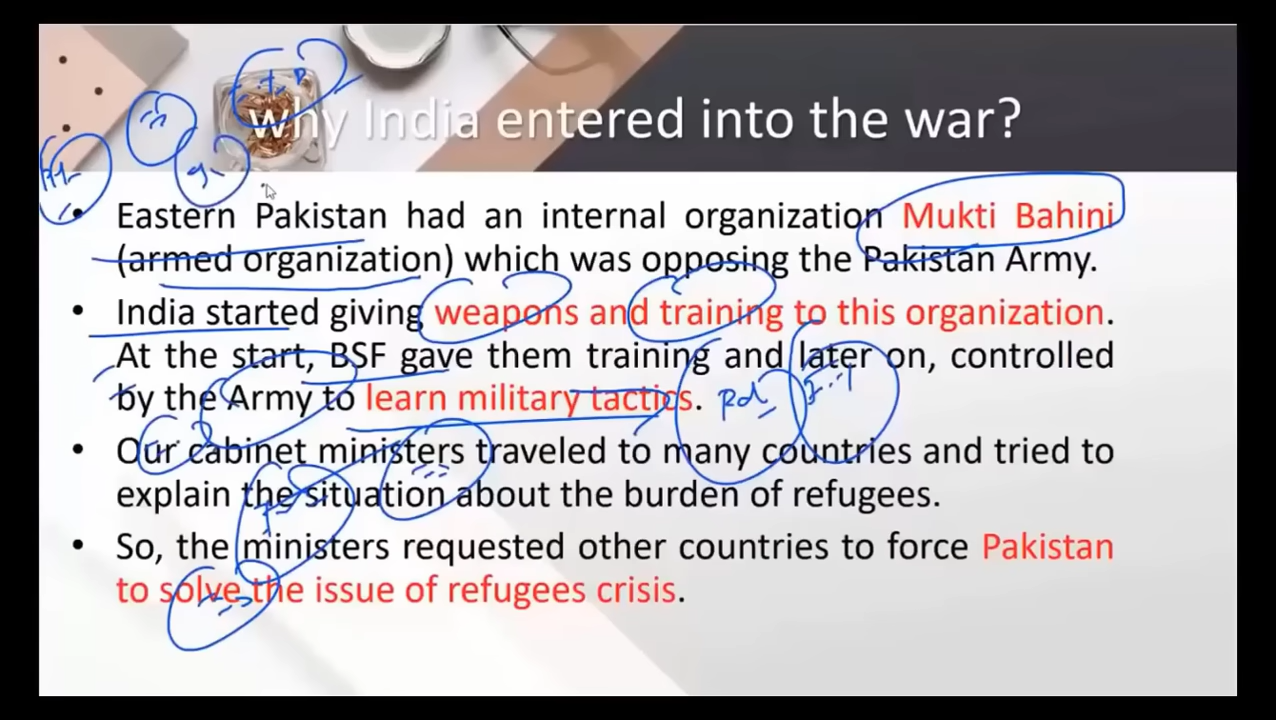 why India entered into the war?
• Eastern Pakistan had an internal organization Mukti Bahini
(armed organization) which was opposing the Pakistan Army.
• India started giving weapons and training to this organization.
At the start, BSF gave them training and later on, controlled
by the Army to learn military tactics.
• Our cabinet ministers traveled to many countries and tried to
explain the situation about the burden of refugees.
• So, the ministers requested other countries to force Pakistan
to solve the issue of refugees crisis.